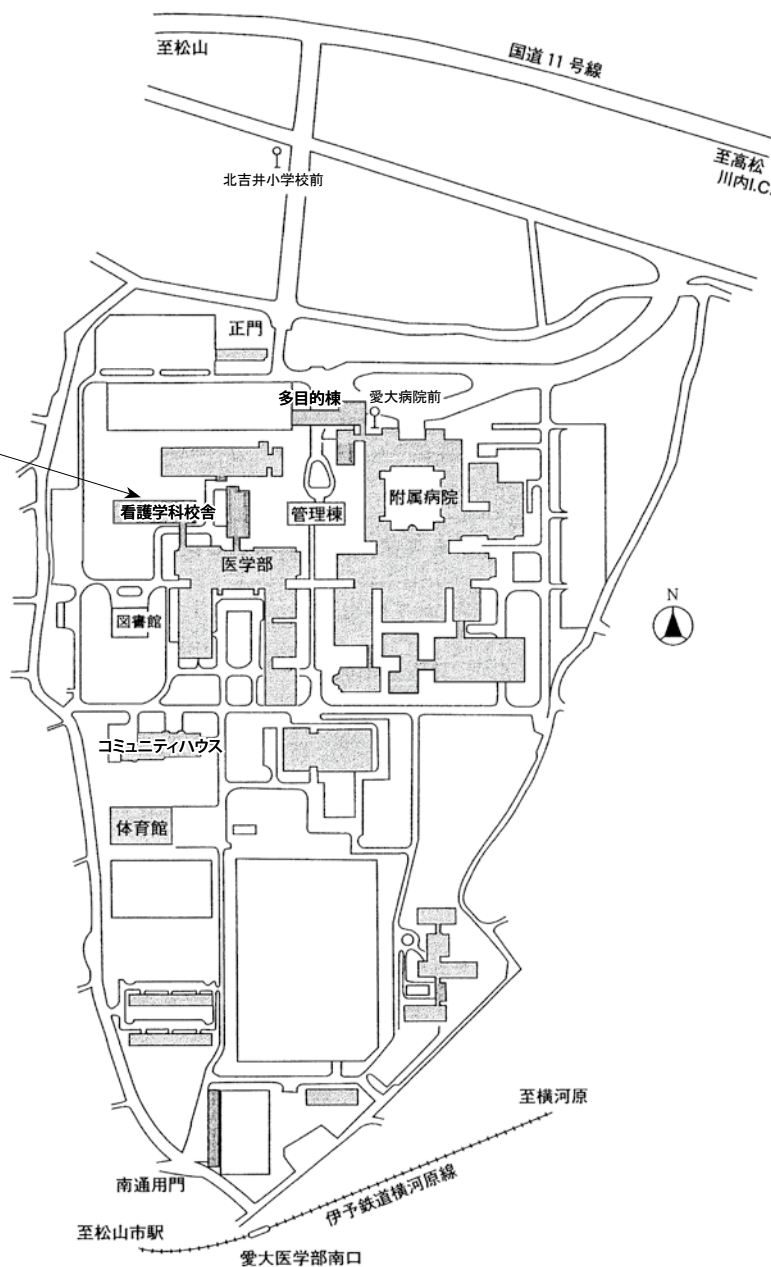 至松山
国道 11 号線
至高松
川内I.C.
北吉井小学校前
正門
多目的棟
愛大病院前
附属病院
看護学科校舎
管理棟
医学部
図書館
N
コミュニティハウス
体育館
至横河原
伊予鉄道横河原線
南通用門
至松山市駅
愛大医学部南口